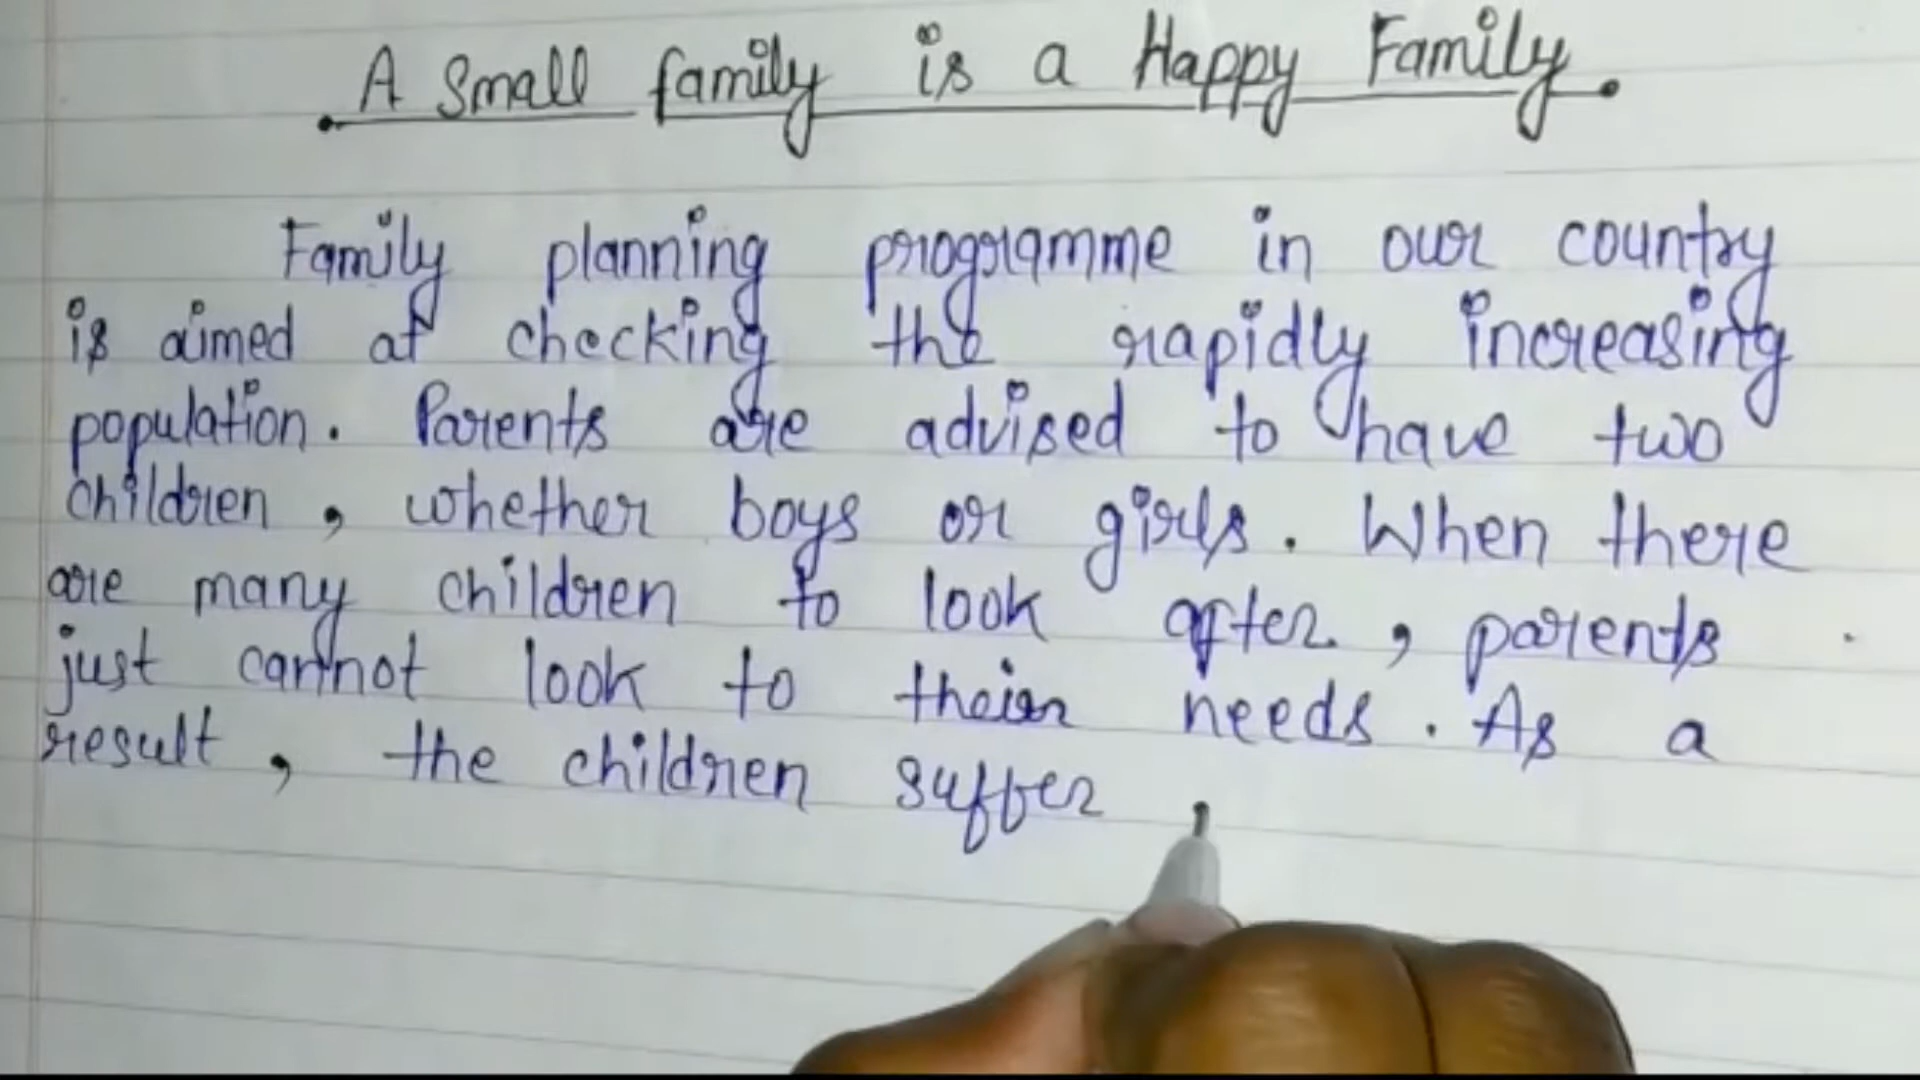 A Small family is a Happy Family.
Family planning programme in our country
is aimed at checking the rapidly increasing
population. Parents are advised to have two
children, whether boys or girls. When there
are many children to look after, parents
just cannot look to their needs. As a
result, the children suffer